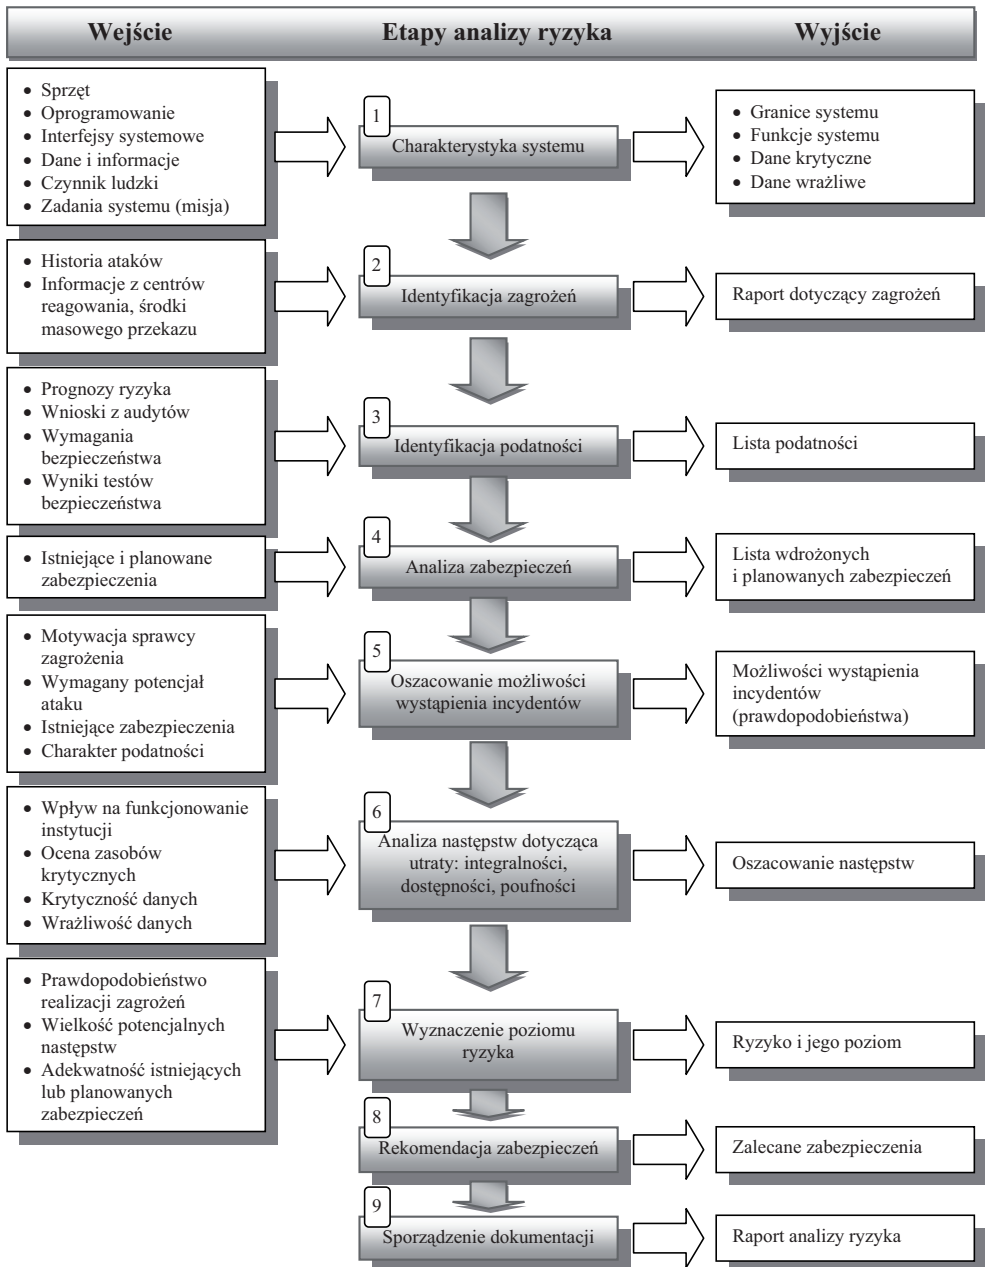 Wejście
Etapy analizy ryzyka
Wyjście
• Sprzęt
• Oprogramowanie
• Interfejsy systemowe
• Dane i informacje
• Czynnik ludzki
• Zadania systemu (misja)
1
Charakterystyka systemu
• Granice systemu
• Funkcje systemu
• Dane krytyczne
• Dane wrażliwe
• Historia ataków
• Informacje z centrów
reagowania, środki
masowego przekazu
2
Identyfikacja zagrożeń
Raport dotyczący zagrożeń
• Prognozy ryzyka
• Wnioski z audytów
• Wymagania
bezpieczeństwa
• Wyniki testów
bezpieczeństwa
3
Identyfikacja podatności
Lista podatności
• Istniejące i planowane
zabezpieczenia
4
Analiza zabezpieczeń
Lista wdrożonych
i planowanych zabezpieczeń
• Motywacja sprawcy
zagrożenia
• Wymagany potencjał
ataku
• Istniejące zabezpieczenia
• Charakter podatności
5
Oszacowanie możliwości
wystąpienia incydentów
Możliwości wystąpienia
incydentów
(prawdopodobieństwa)
• Wpływ na funkcjonowanie
instytucji
• Ocena zasobów
krytycznych
• Krytyczność danych
• Wrażliwość danych
6
Analiza następstw dotycząca
utraty: integralności,
dostępności, poufności
Oszacowanie następstw
• Prawdopodobieństwo
realizacji zagrożeń
• Wielkość potencjalnych
następstw
• Adekwatność istniejących
lub planowanych
zabezpieczeń
7
Wyznaczenie poziomu
ryzyka
Ryzyko i jego poziom
8
Rekomendacja zabezpieczeń
Zalecane zabezpieczenia
9
Sporządzenie dokumentacji
Raport analizy ryzyka